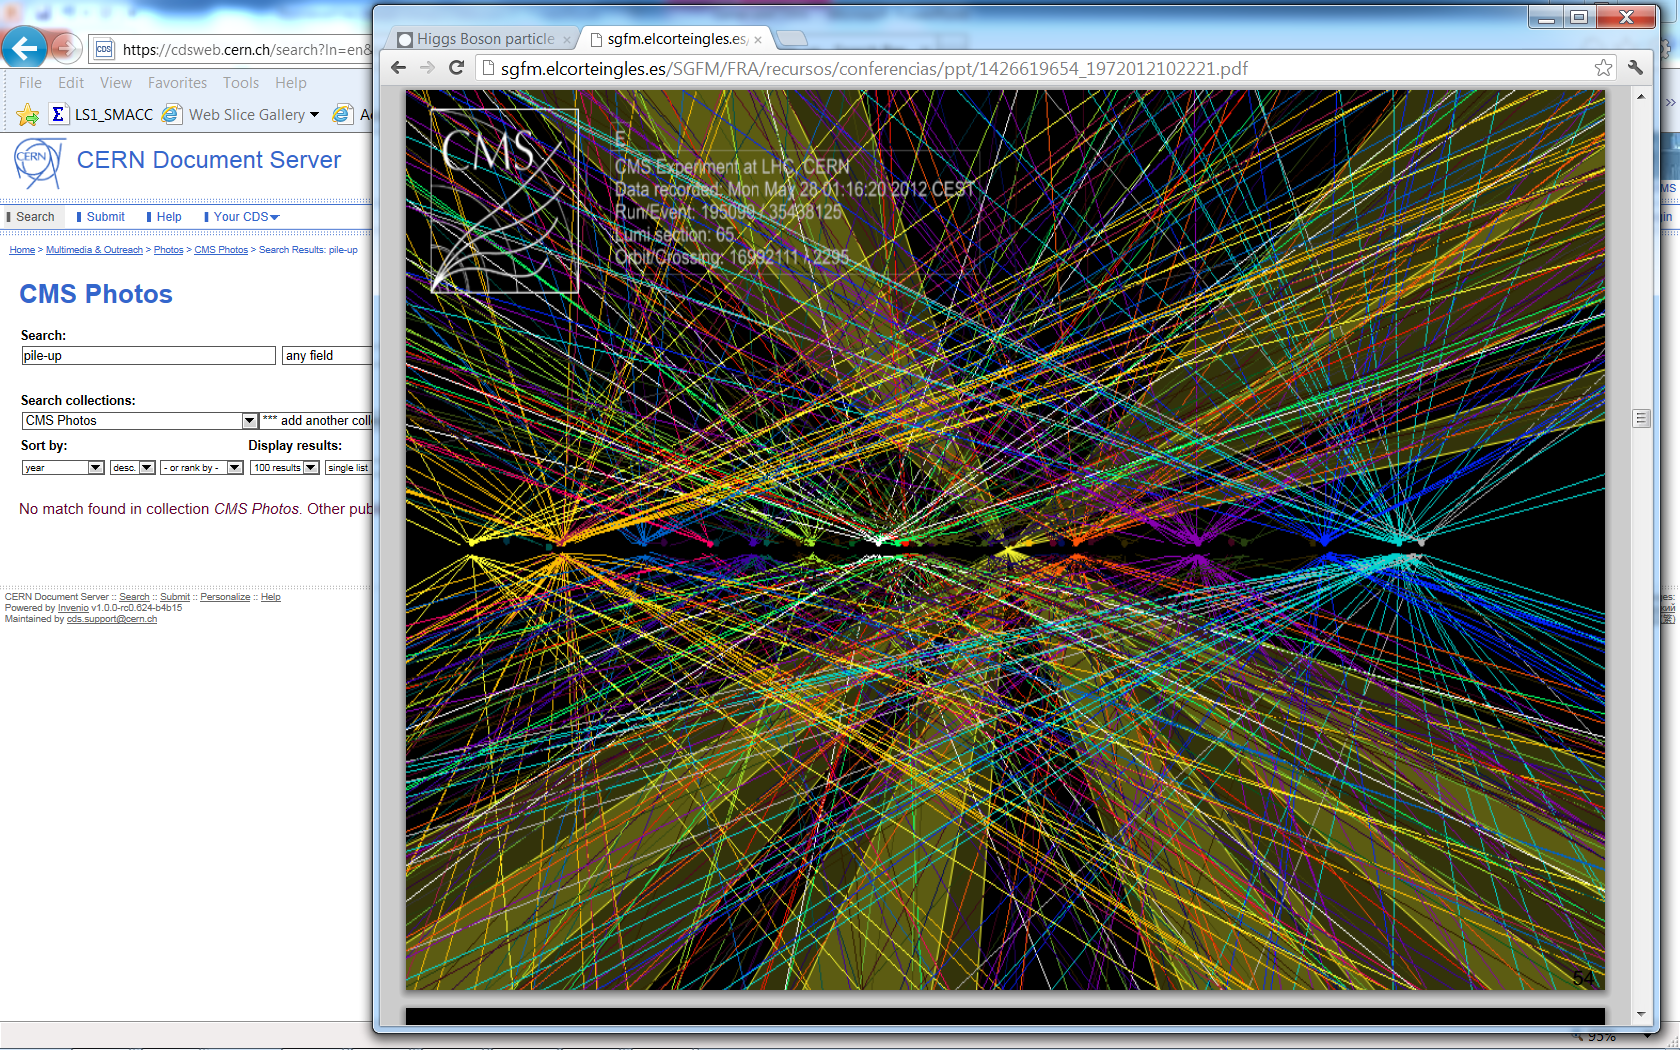 Higgs Boson particle
sgfm.elcorteingles.es/
sgfm.elcorteingles.es/SGFM/FRA/recursos/conferencias/ppt/1426619654_1972012102221.pdf
CDS
https://cdsweb.cern.ch/search?ln=en&
File Edit View Favorites Tools Help
LS1_SMACC Web Slice Gallery
CERN
CERN Document Server
Search Submit Help Your CDS
Home > Multimedia & Outreach > Photos > CMS Photos > Search Results: pile-up
CMS Photos
Search:
pile-up any field
Search collections:
CMS Photos *** add another coll
Sort by: Display results:
year desc. - or rank by - 100 results single list
No match found in collection CMS Photos. Other pub
CERN Document Server :: Search :: Submit :: Personalize :: Help
Powered by Invenio v1.0.0-rc0.624-b4b15
Maintained by cds.support@cern.ch
CMS
E
CMS Experiment at LHC, CERN
Data recorded: Mon May 28 01:16:20 2012 CEST
Run/Event: 195099 / 35438125
Lumi section: 65
Orbit/Crossing: 16992111 / 2295
54
95%